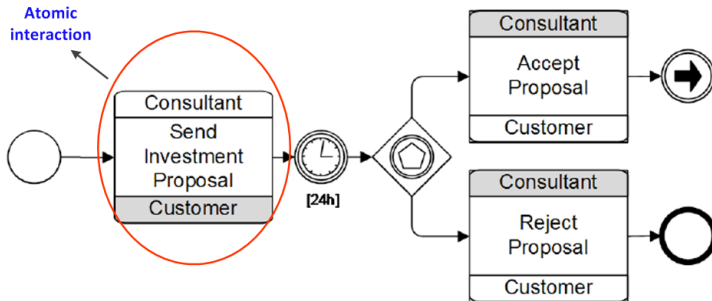 Atomic
interaction
Consultant
Send
Investment
Proposal
Customer
[24h]
Consultant
Accept
Proposal
Customer
Consultant
Reject
Proposal
Customer